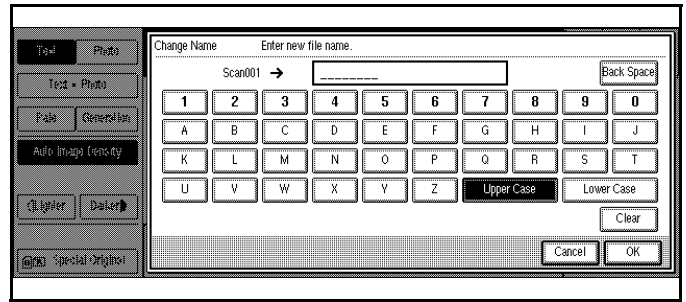 Change Name Enter new file name.
Scan001 → ________
Back Space
1 2 3 4 5 6 7 8 9 0
A B C D E F G H I J
K L M N O P Q R S T
U V W X Y Z Upper Case Lower Case
Clear
Cancel OK
Text Photo
Text • Photo
Pale Generation
Auto Image Density
Lighter Darker
Special Original